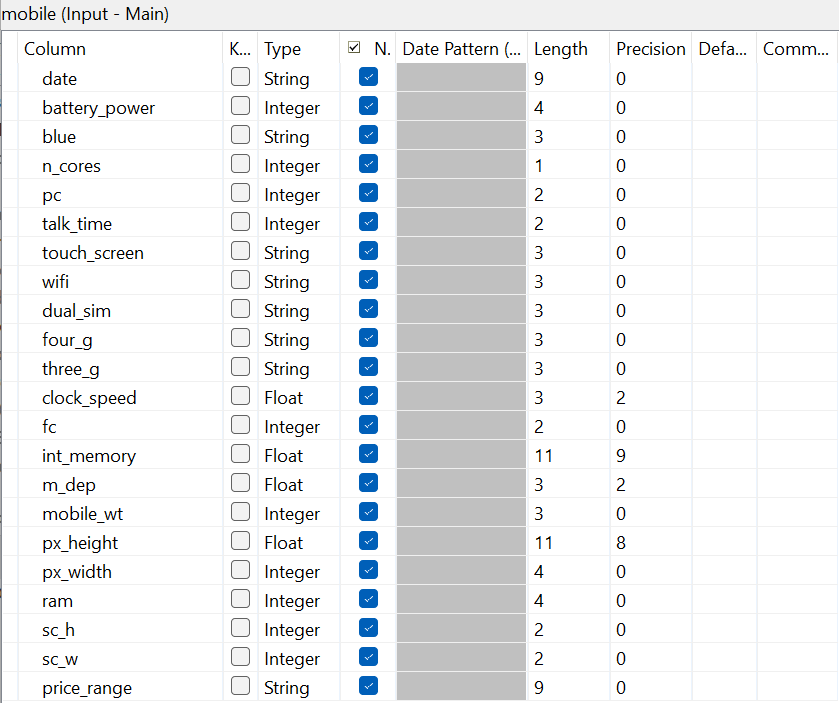 mobile (Input - Main)
Column K... Type N. Date Pattern (... Length Precision Defa... Comm...
date String 9 0
battery_power Integer 4 0
blue String 3 0
n_cores Integer 1 0
pc Integer 2 0
talk_time Integer 2 0
touch_screen String 3 0
wifi String 3 0
dual_sim String 3 0
four_g String 3 0
three_g String 3 0
clock_speed Float 3 2
fc Integer 2 0
int_memory Float 11 9
m_dep Float 3 2
mobile_wt Integer 3 0
px_height Float 11 8
px_width Integer 4 0
ram Integer 4 0
sc_h Integer 2 0
sc_w Integer 2 0
price_range String 9 0